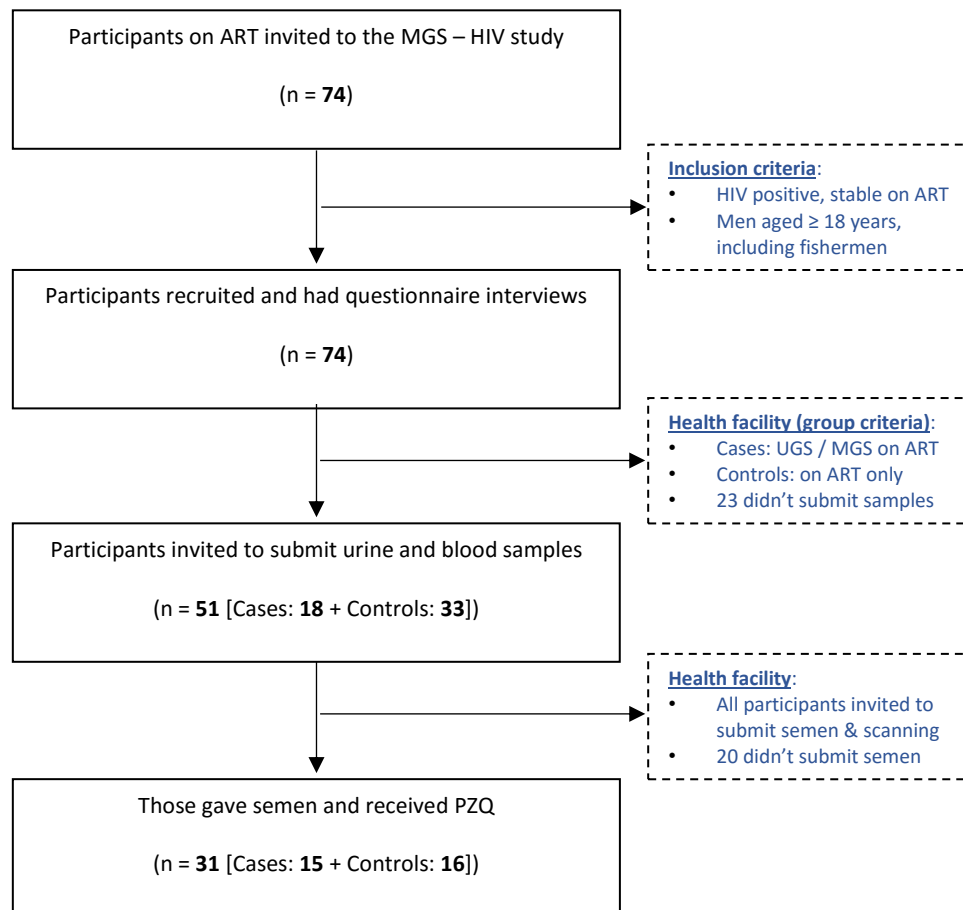 Participants on ART invited to the MGS – HIV study
(n = 74)
Inclusion criteria:
• HIV positive, stable on ART
• Men aged ≥ 18 years,
including fishermen
Participants recruited and had questionnaire interviews
(n = 74)
Health facility (group criteria):
• Cases: UGS / MGS on ART
• Controls: on ART only
• 23 didn’t submit samples
Participants invited to submit urine and blood samples
(n = 51 [Cases: 18 + Controls: 33])
Health facility:
• All participants invited to
submit semen & scanning
• 20 didn’t submit semen
Those gave semen and received PZQ
(n = 31 [Cases: 15 + Controls: 16])